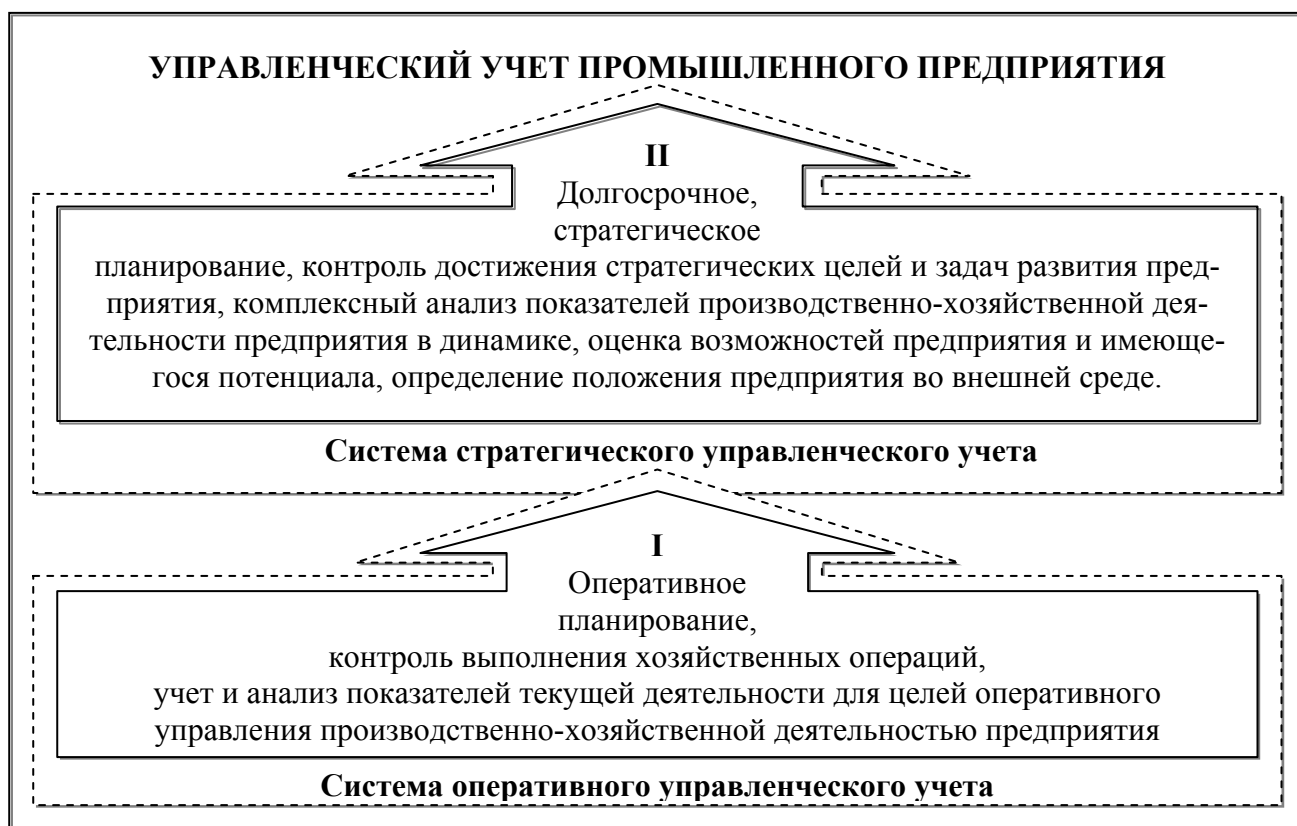 УПРАВЛЕНЧЕСКИЙ УЧЕТ ПРОМЫШЛЕННОГО ПРЕДПРИЯТИЯ
II
Долгосрочное,
стратегическое
планирование, контроль достижения стратегических целей и задач развития пред-
приятия, комплексный анализ показателей производственно-хозяйственной дея-
тельности предприятия в динамике, оценка возможностей предприятия и имеюще-
гося потенциала, определение положения предприятия во внешней среде.
Система стратегического управленческого учета
I
Оперативное
планирование,
контроль выполнения хозяйственных операций,
учет и анализ показателей текущей деятельности для целей оперативного
управления производственно-хозяйственной деятельностью предприятия
Система оперативного управленческого учета